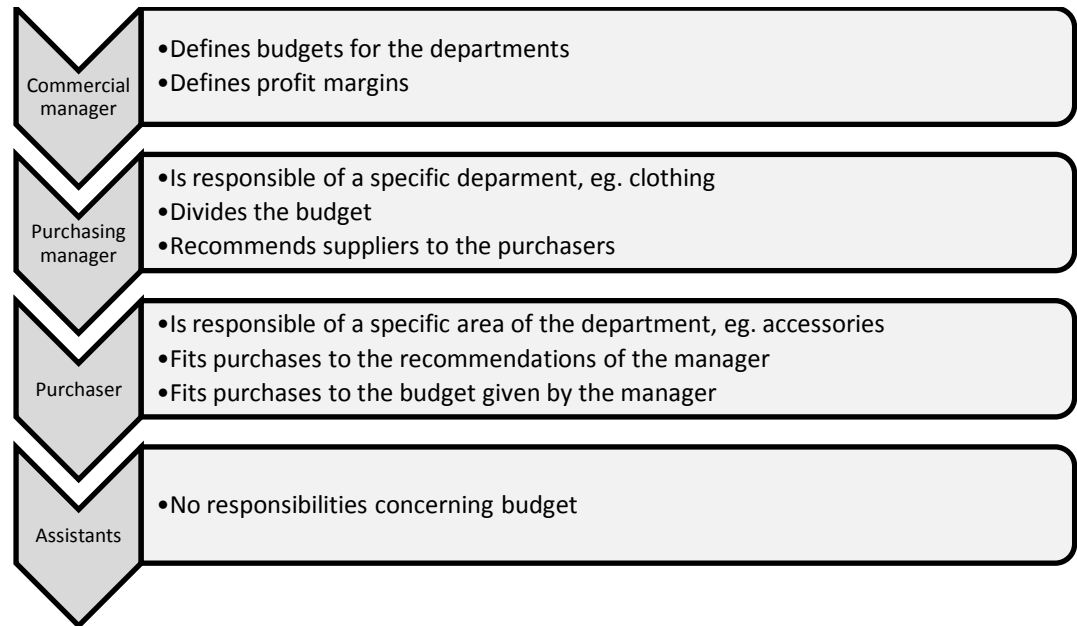 Commercial
manager
•Defines budgets for the departments
•Defines profit margins
Purchasing
manager
•Is responsible of a specific deparment, eg. clothing
•Divides the budget
•Recommends suppliers to the purchasers
Purchaser
•Is responsible of a specific area of the department, eg. accessories
•Fits purchases to the recommendations of the manager
•Fits purchases to the budget given by the manager
Assistants
•No responsibilities concerning budget